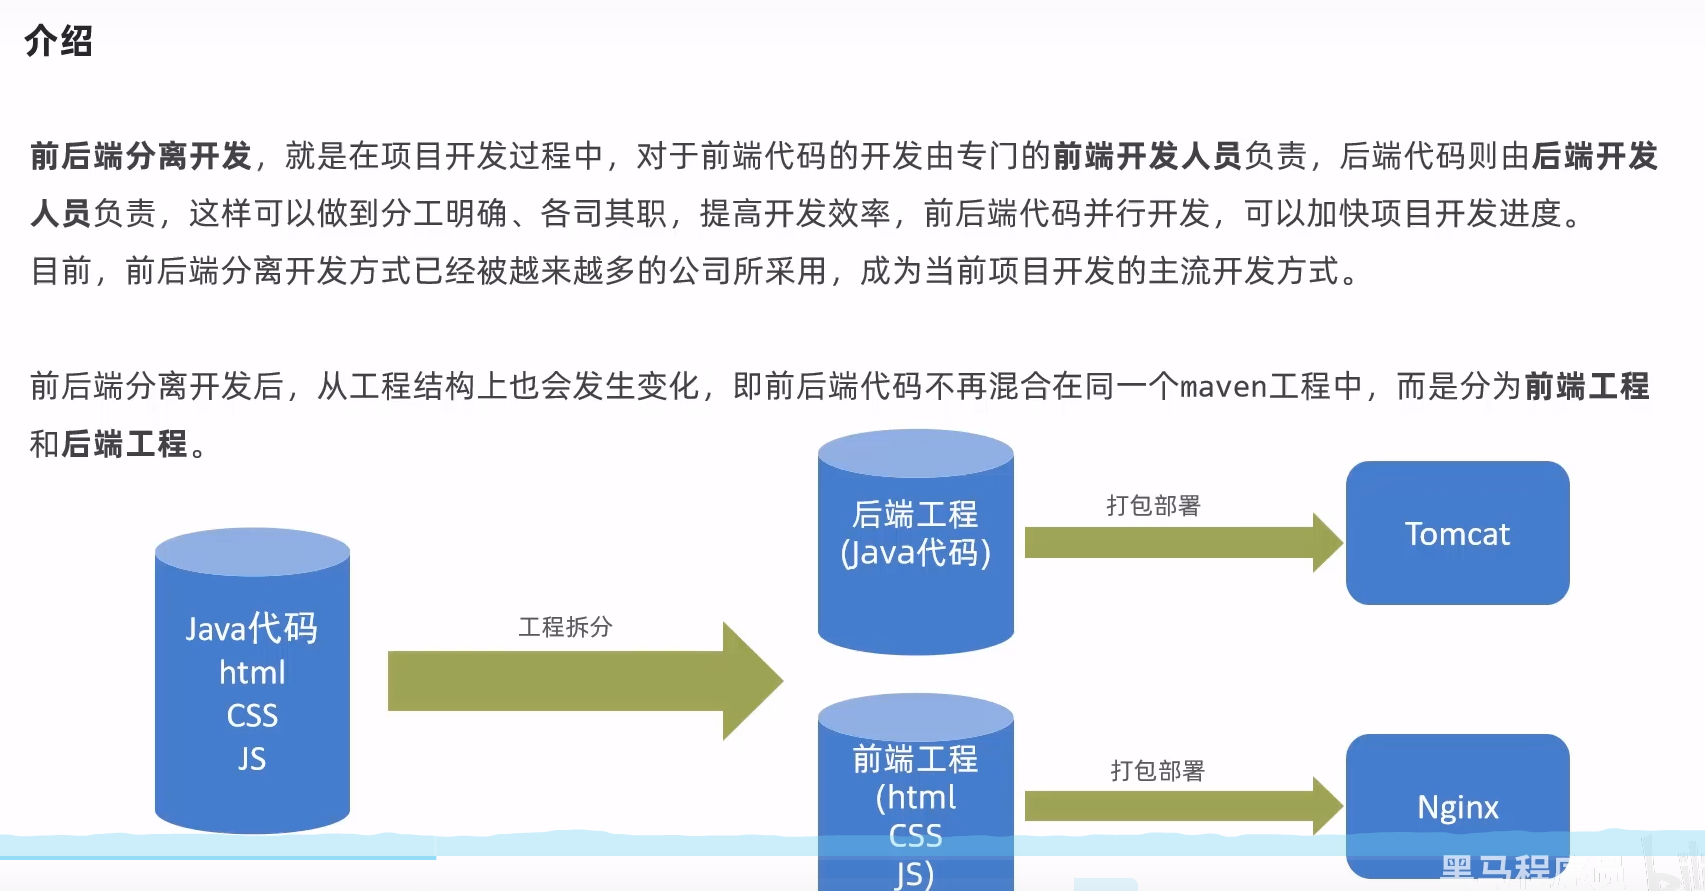 介绍
前后端分离开发，就是在项目开发过程中，对于前端代码的开发由专门的前端开发人员负责，后端代码则由后端开发
人员负责，这样可以做到分工明确、各司其职，提高开发效率，前后端代码并行开发，可以加快项目开发进度。
目前，前后端分离开发方式已经被越来越多的公司所采用，成为当前项目开发的主流开发方式。
前后端分离开发后，从工程结构上也会发生变化，即前后端代码不再混合在同一个maven工程中，而是分为前端工程
和后端工程。
Java代码
html
CSS
JS
工程拆分
后端工程
(Java代码)
打包部署
Tomcat
前端工程
(html
CSS
JS)
打包部署
Nginx
黑马程序员